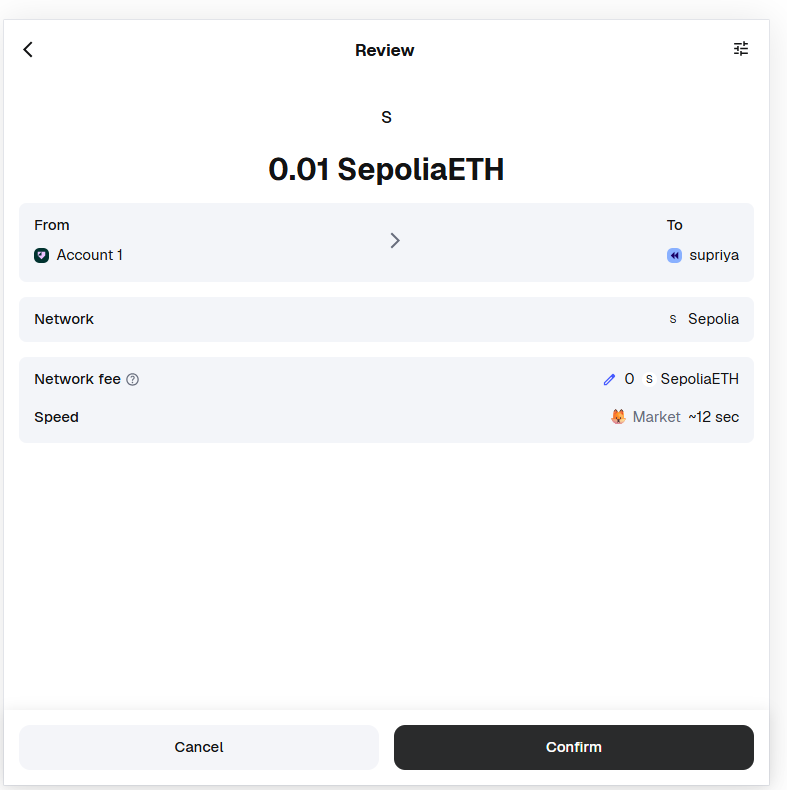 Review
S
0.01 SepoliaETH
From
To
Account 1
supriya
Network
S Sepolia
Network fee
0 S SepoliaETH
Speed
Market ~12 sec
Cancel
Confirm